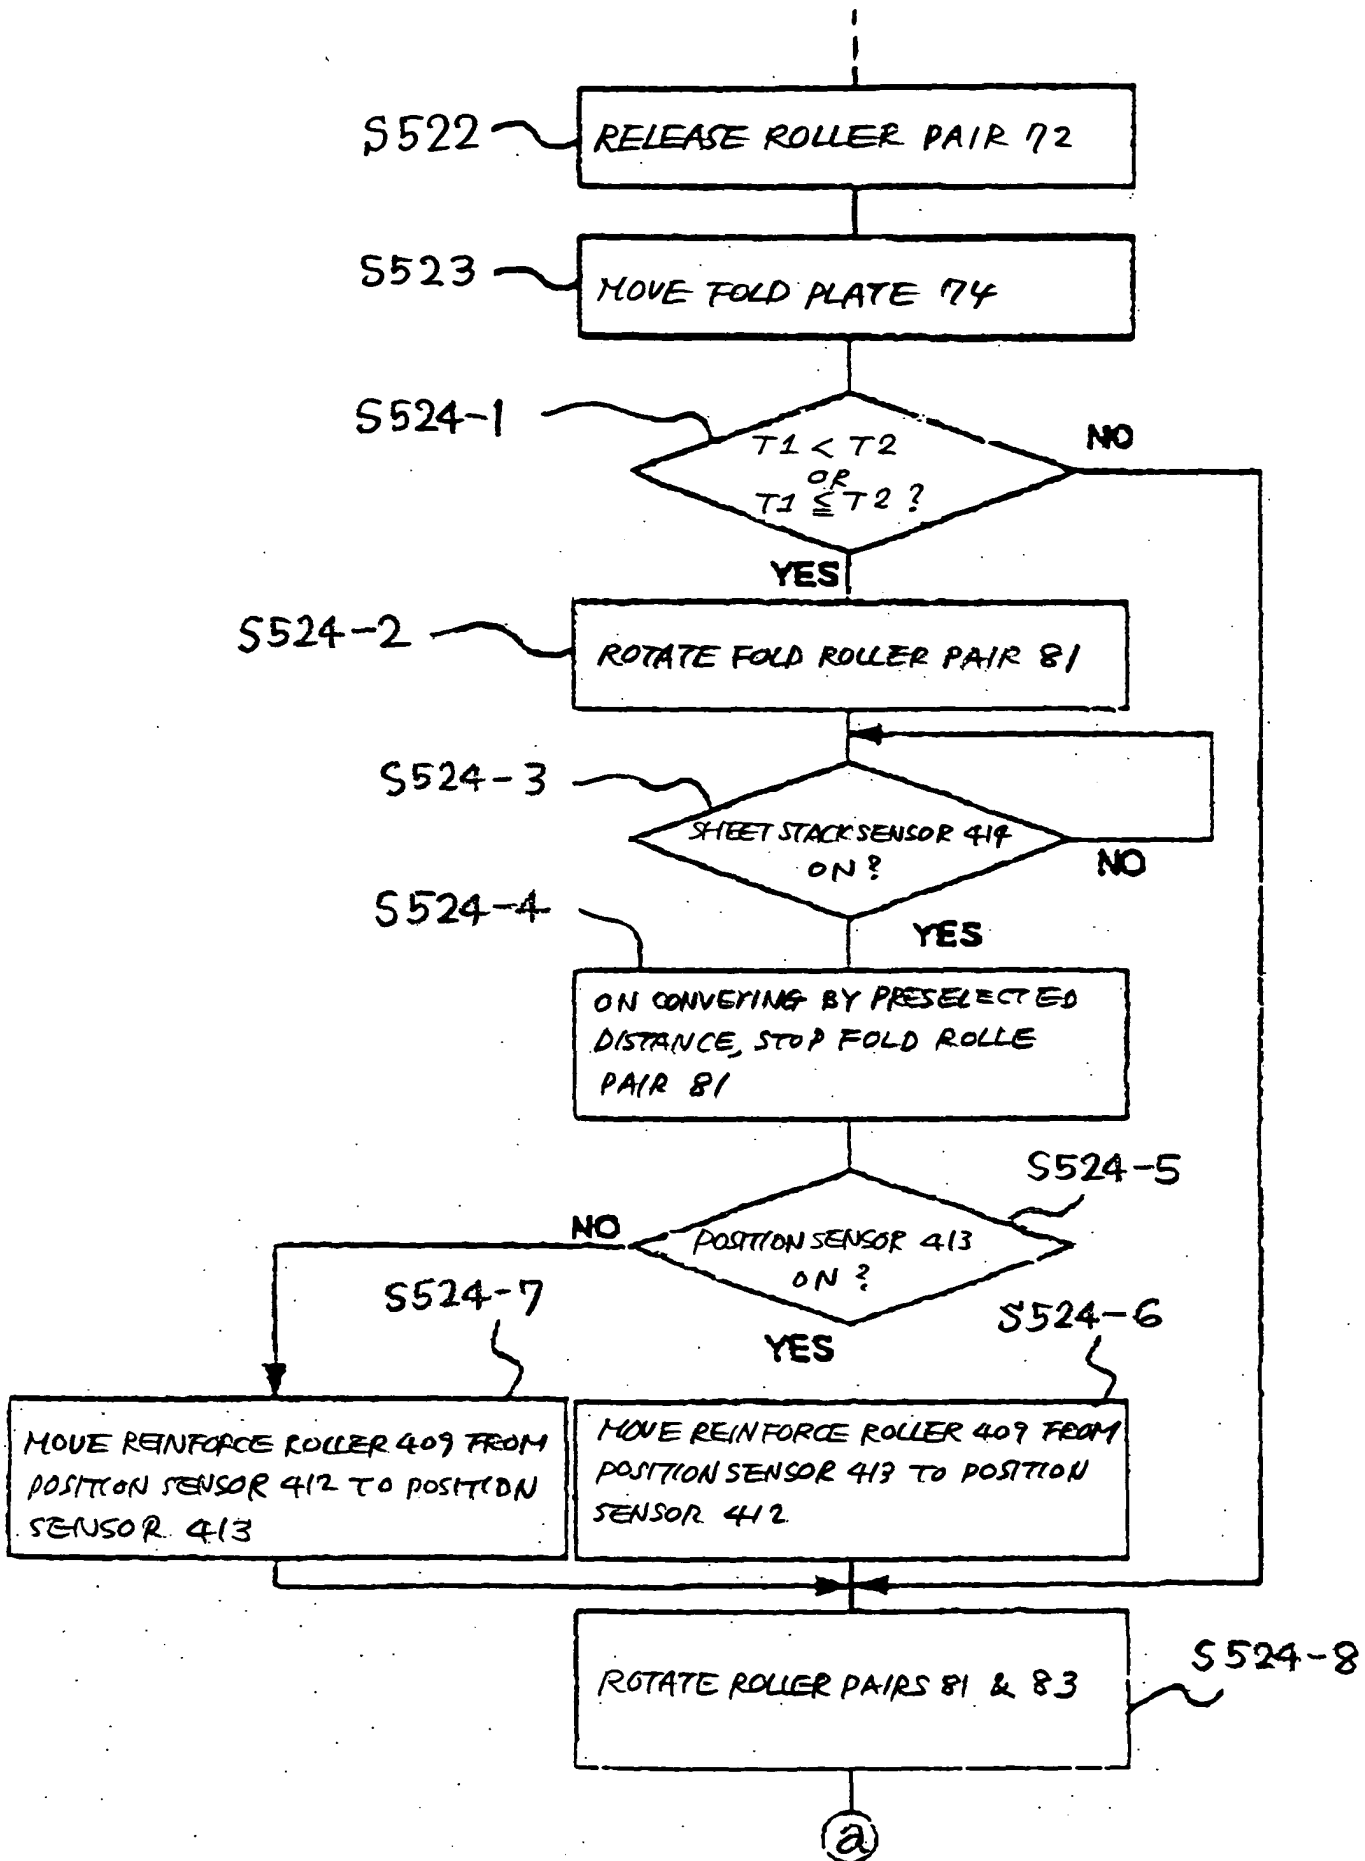 S522
RELEASE ROLLER PAIR 72
S523
MOVE FOLD PLATE 74
S524-1
T1 < T2
OR
T1 ≦ T2 ?
NO
YES
S524-2
ROTATE FOLD ROLLER PAIR 81
S524-3
SHEET STACK SENSOR 414
ON ?
NO
YES
S524-4
ON CONVEYING BY PRESELECTED
DISTANCE, STOP FOLD ROLLE
PAIR 81
S524-5
POSITION SENSOR 413
ON ?
NO
YES
S524-7
MOVE REINFORCE ROLLER 409 FROM
POSITION SENSOR 412 TO POSITION
SENSOR 413
S524-6
MOVE REINFORCE ROLLER 409 FROM
POSITION SENSOR 413 TO POSITION
SENSOR 412
ROTATE ROLLER PAIRS 81 & 83
S524-8
a